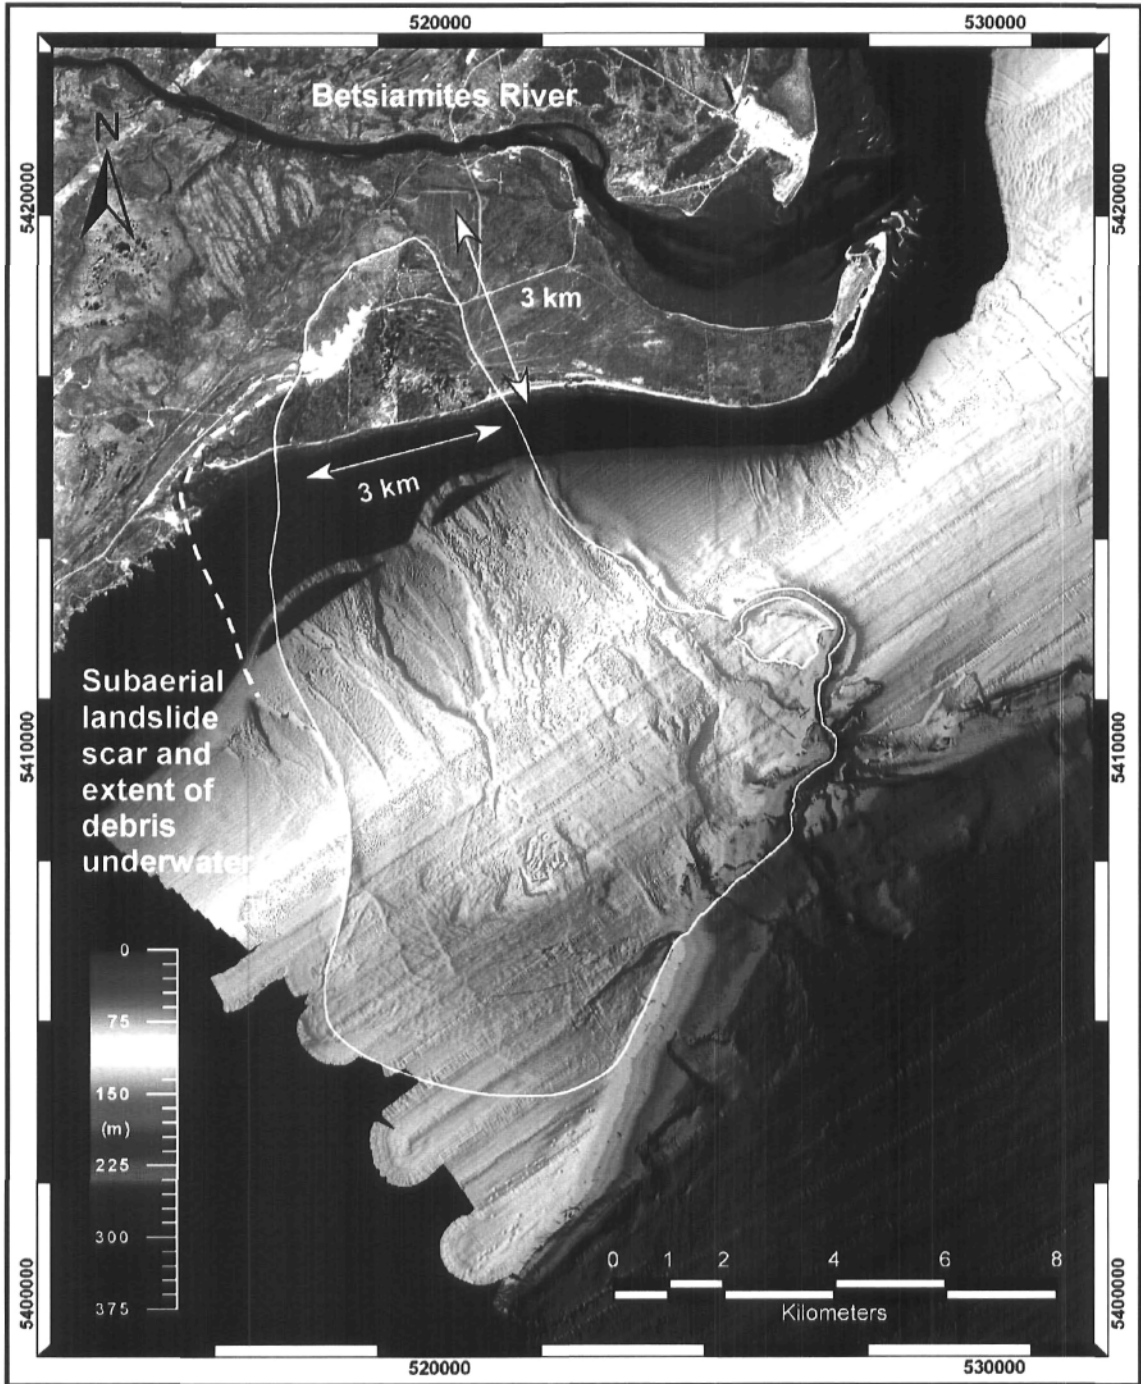 520000
530000
Betsiamites River
N
5420000
5420000
3 km
3 km
Subaerial
landslide
scar and
extent of
debris
underwater
5410000
5410000
0
75
150
(m)
225
300
375
0 1 2 4 6 8
Kilometers
5400000
5400000
520000
530000